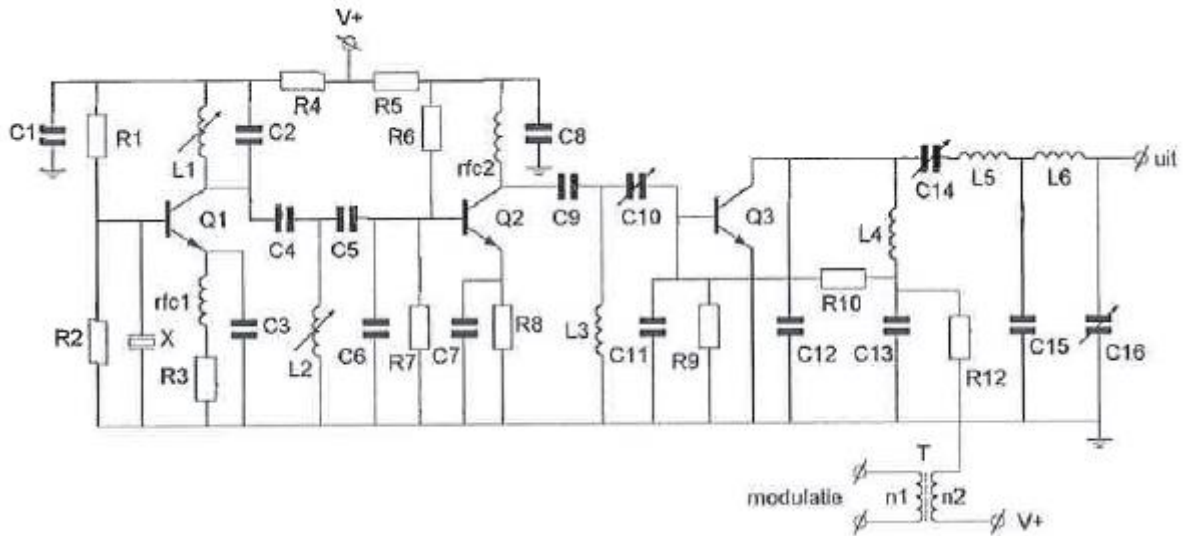 V+
R4
R5
C1
R1
L1
C2
R6
rfc2
C8
Q1
C4
C5
Q2
C9
C10
Q3
C14
L5
L6
uit
rfc1
R2
X
R3
C3
L2
C6
R7
C7
R8
L3
C11
R9
L4
R10
C12
C13
R12
C15
C16
T
modulatie
n1
n2
V+